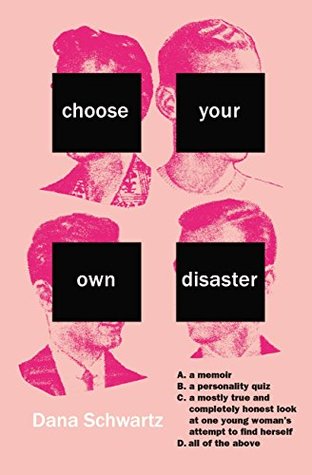 choose your
own disaster
A. a memoir
B. a personality quiz
C. a mostly true and
completely honest look
at one young woman's
attempt to find herself
D. all of the above
Dana Schwartz